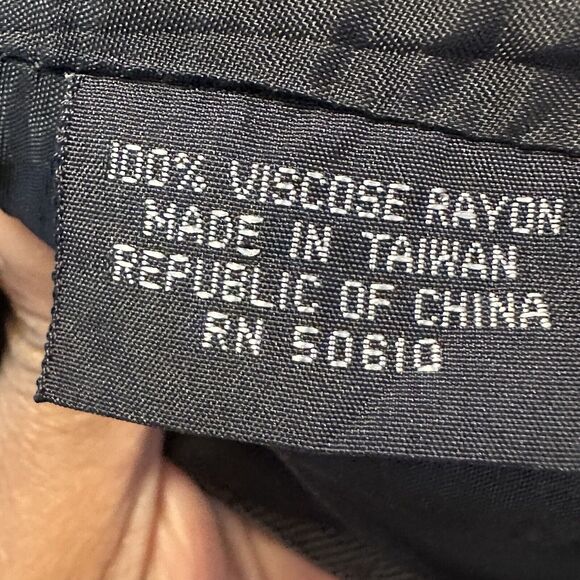 100% VISCOSE RAYON
MADE IN TAIWAN
REPUBLIC OF CHINA
RN 50610